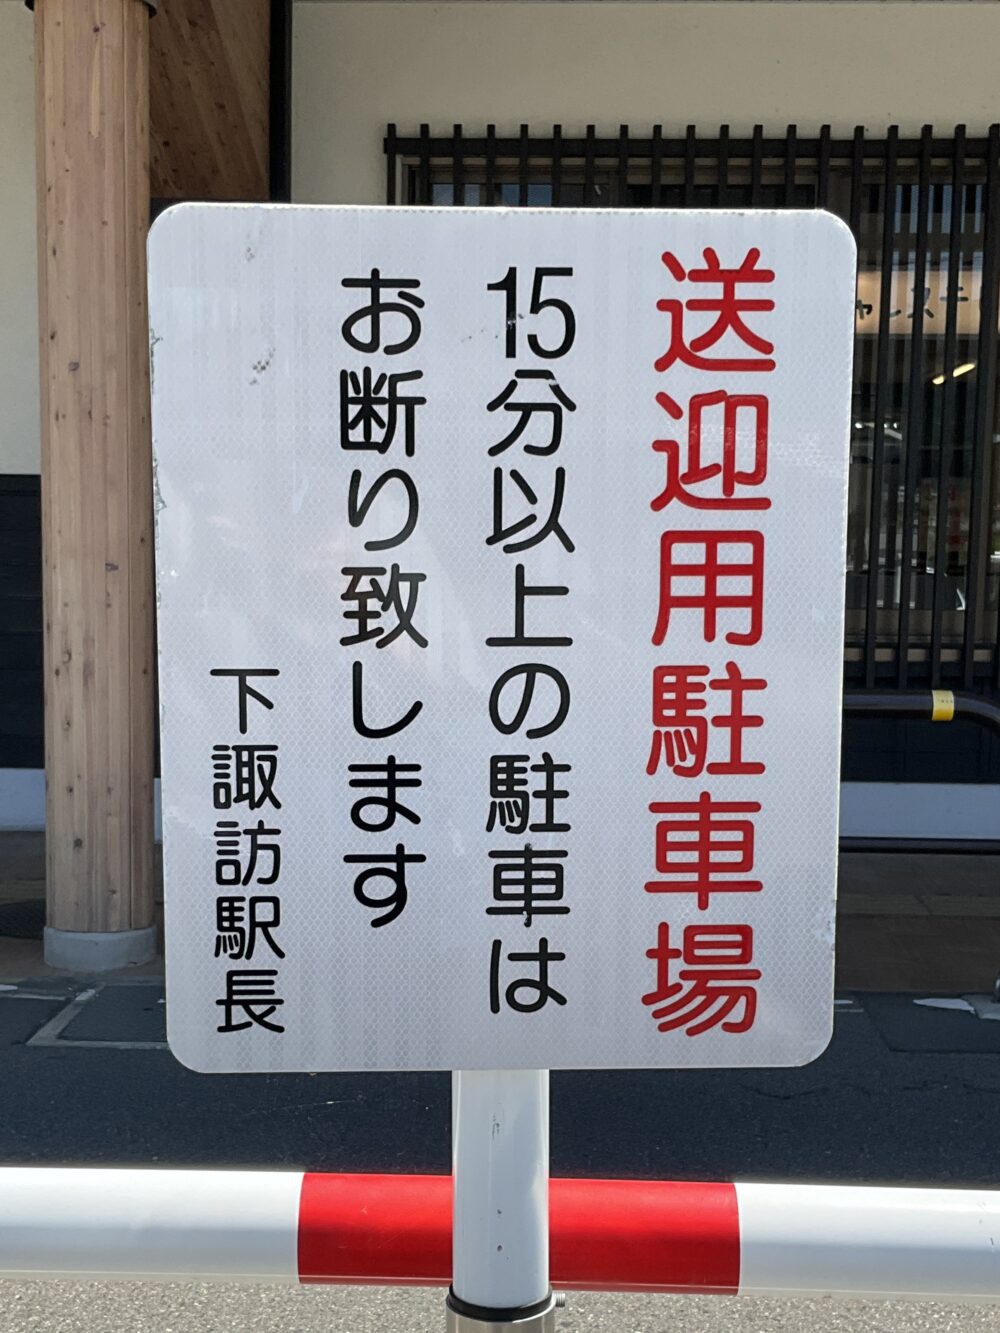 送迎用駐車場
15分以上の駐車は
お断り致します
下諏訪駅長